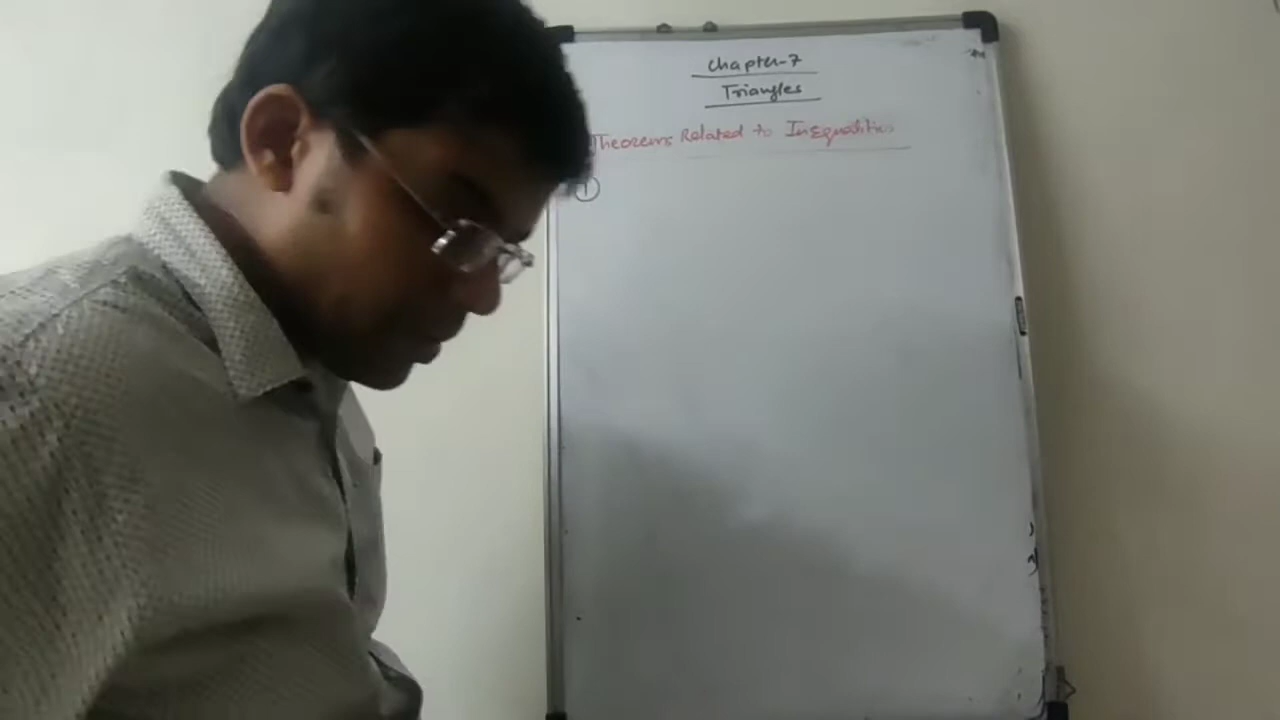 Chapter-7
Triangles
Theorems Related to Inequalities
1